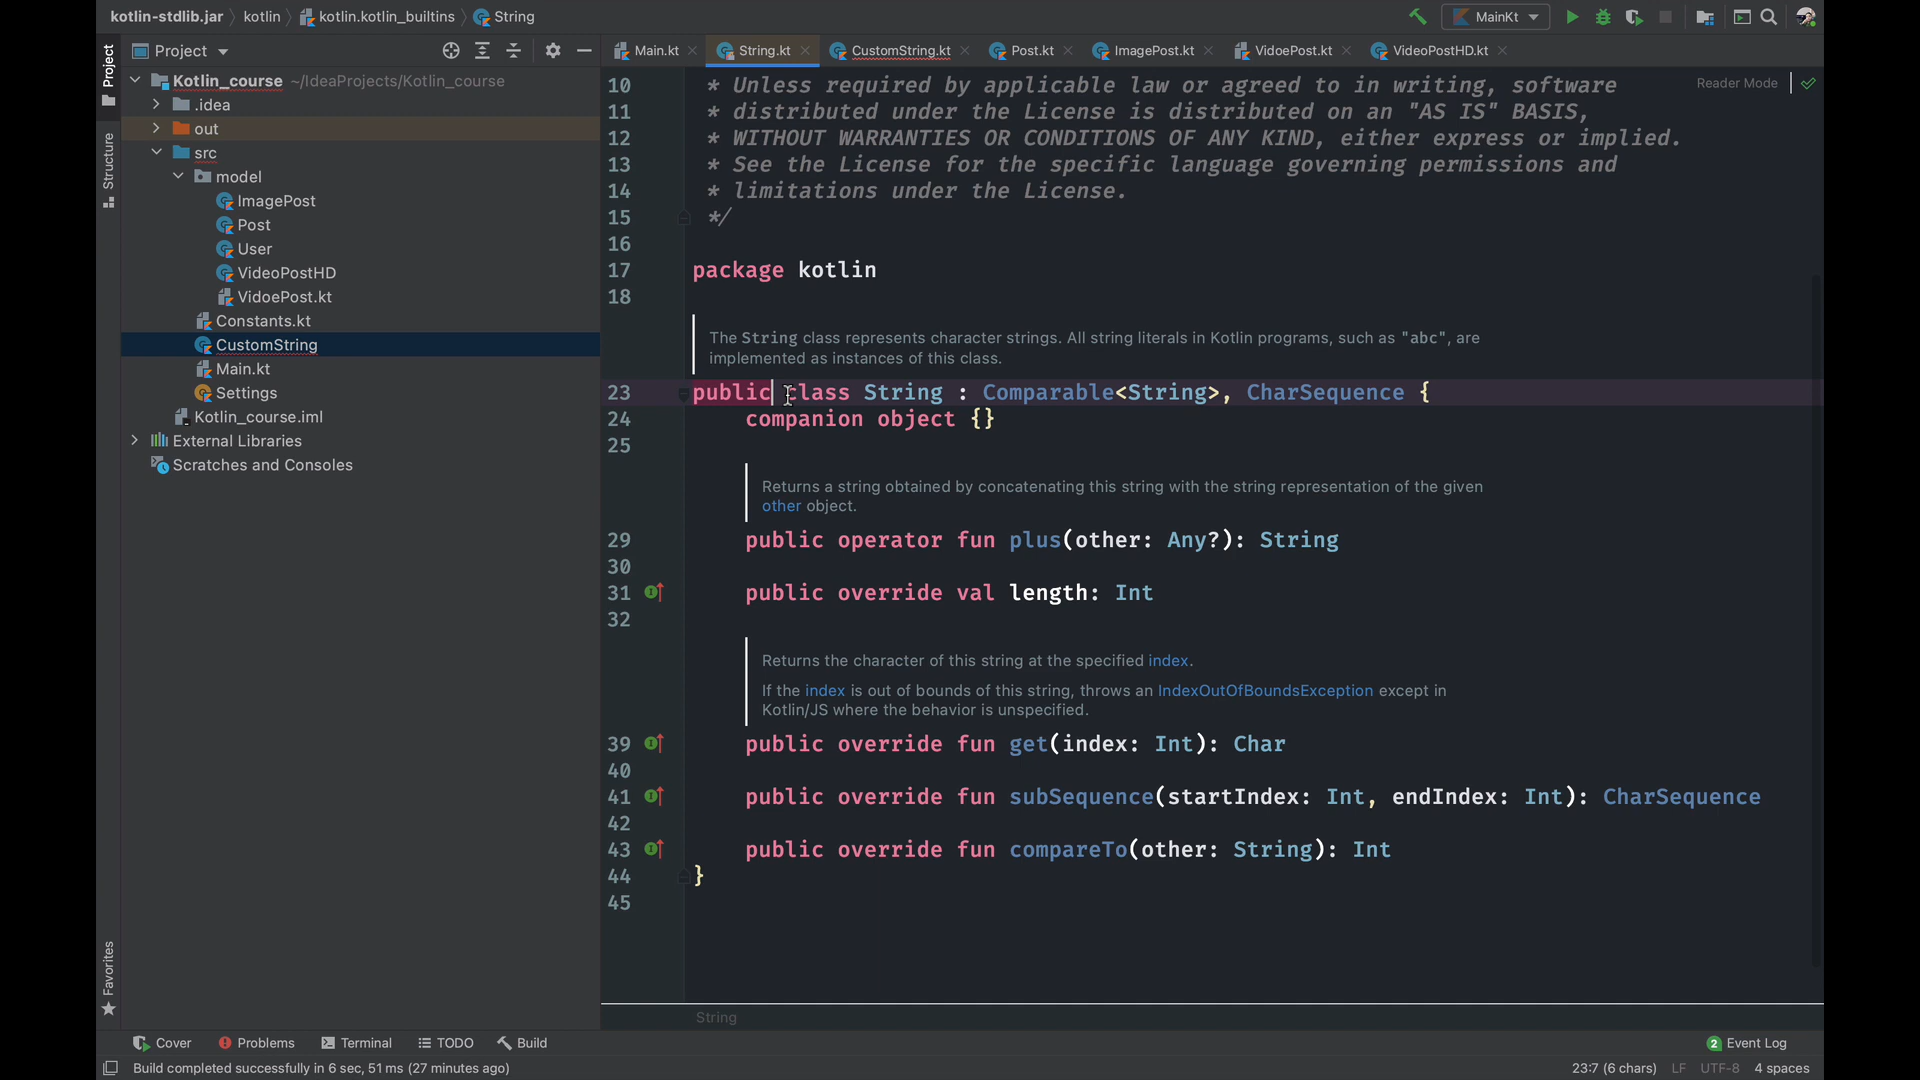 kotlin-stdlib.jar kotlin kotlin.kotlin_builtins String MainKt
Project
Main.kt String.kt CustomString.kt Post.kt ImagePost.kt VidoePost.kt VideoPostHD.kt
Project
Structure
Favorites
Kotlin_course ~/IdeaProjects/Kotlin_course
.idea
out
src
model
ImagePost
Post
User
VideoPostHD
VidoePost.kt
Constants.kt
CustomString
Main.kt
Settings
Kotlin_course.iml
External Libraries
Scratches and Consoles
Reader Mode
10 * Unless required by applicable law or agreed to in writing, software
11 * distributed under the License is distributed on an "AS IS" BASIS,
12 * WITHOUT WARRANTIES OR CONDITIONS OF ANY KIND, either express or implied.
13 * See the License for the specific language governing permissions and
14 * limitations under the License.
15 */
16
17 package kotlin
18
The String class represents character strings. All string literals in Kotlin programs, such as "abc", are
implemented as instances of this class.
23 public class String : Comparable<String>, CharSequence {
24 companion object {}
25
Returns a string obtained by concatenating this string with the string representation of the given
other object.
29 public operator fun plus(other: Any?): String
30
31 public override val length: Int
32
Returns the character of this string at the specified index.
If the index is out of bounds of this string, throws an IndexOutOfBoundsException except in
Kotlin/JS where the behavior is unspecified.
39 public override fun get(index: Int): Char
40
41 public override fun subSequence(startIndex: Int, endIndex: Int): CharSequence
42
43 public override fun compareTo(other: String): Int
44 }
45
String
Cover Problems Terminal TODO Build 2 Event Log
Build completed successfully in 6 sec, 51 ms (27 minutes ago) 23:7 (6 chars) LF UTF-8 4 spaces